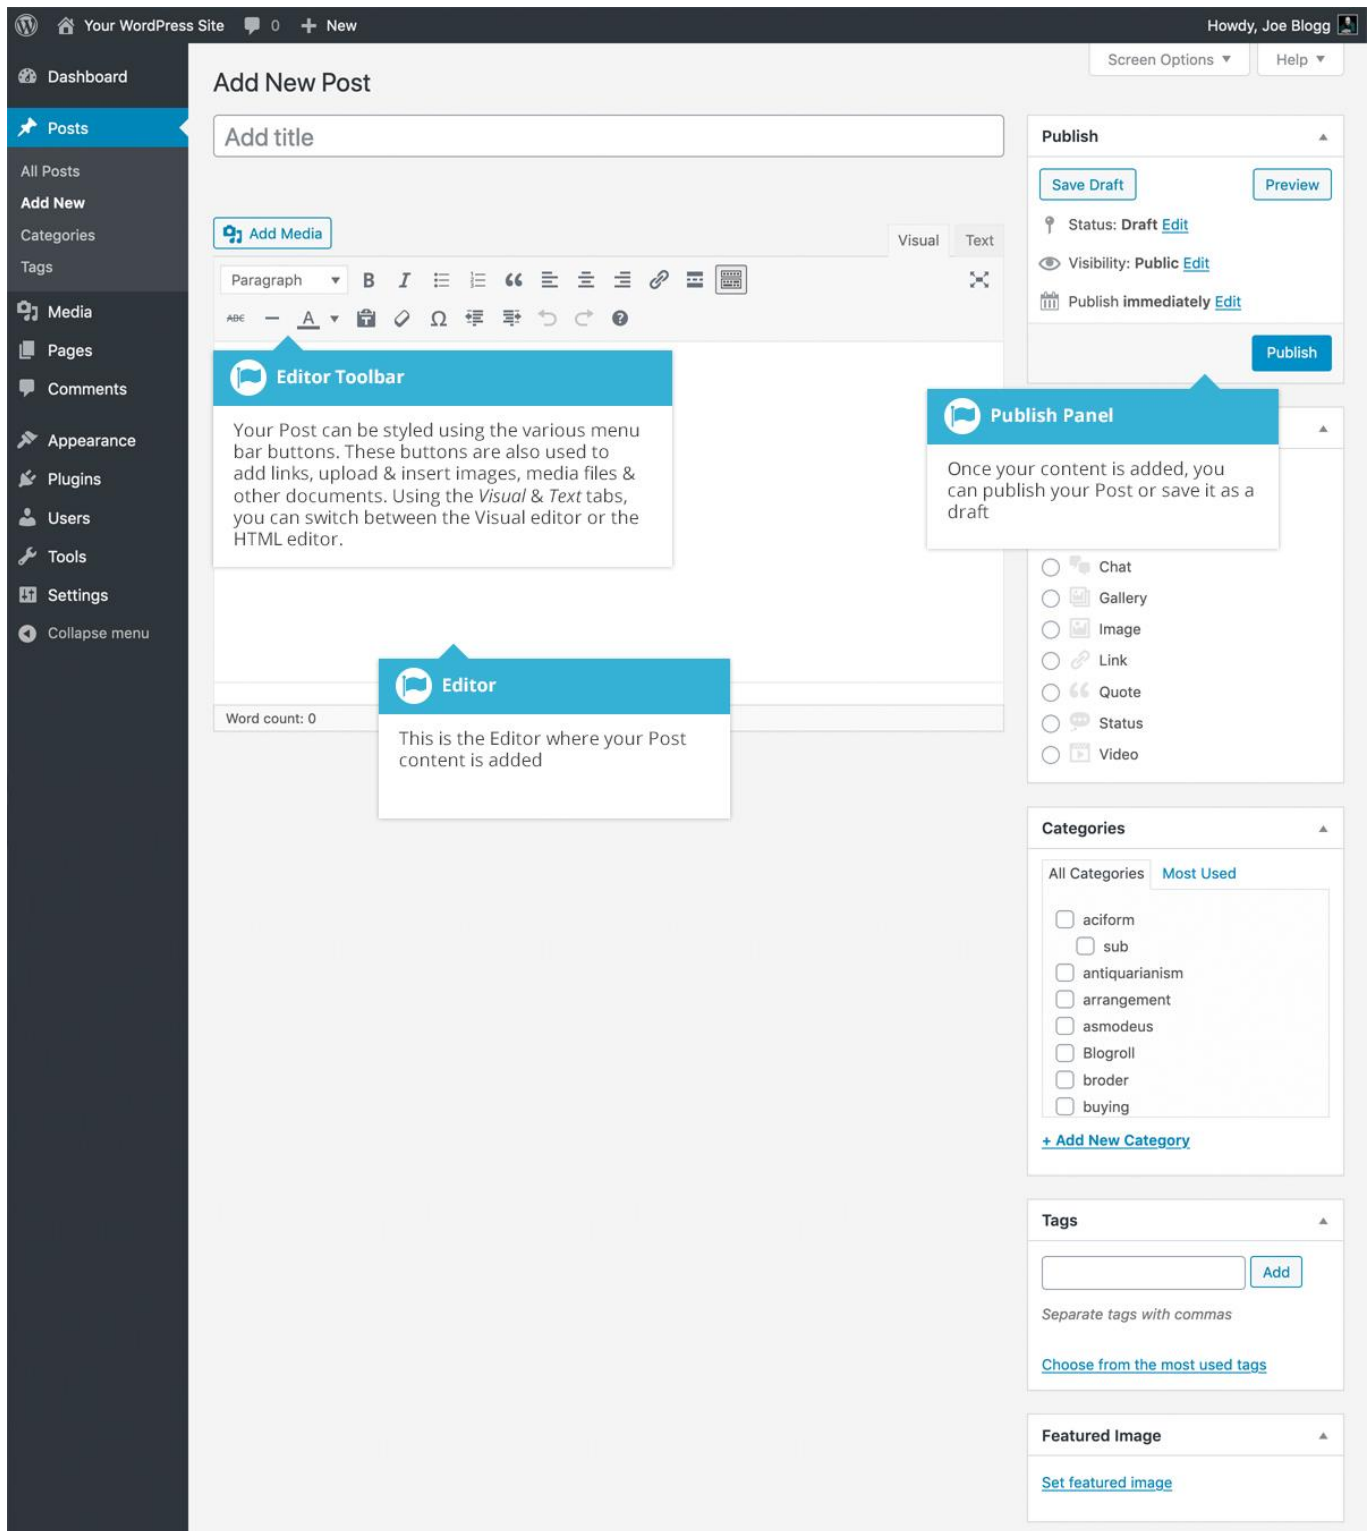 Your WordPress Site 0 New
Howdy, Joe Blogg
Screen Options Help
Dashboard
Posts
All Posts
Add New
Categories
Tags
Media
Pages
Comments
Appearance
Plugins
Users
Tools
Settings
Collapse menu
Add New Post
Add title
Add Media
Visual Text
Paragraph B I
ABC A Ω
Editor Toolbar
Your Post can be styled using the various menu
bar buttons. These buttons are also used to
add links, upload & insert images, media files &
other documents. Using the Visual & Text tabs,
you can switch between the Visual editor or the
HTML editor.
Editor
This is the Editor where your Post
content is added
Word count: 0
Publish
Save Draft Preview
Status: Draft Edit
Visibility: Public Edit
Publish immediately Edit
Publish
Publish Panel
Once your content is added, you
can publish your Post or save it as a
draft
Chat
Gallery
Image
Link
Quote
Status
Video
Categories
All Categories Most Used
aciform
sub
antiquarianism
arrangement
asmodeus
Blogroll
broder
buying
+ Add New Category
Tags
Add
Separate tags with commas
Choose from the most used tags
Featured Image
Set featured image